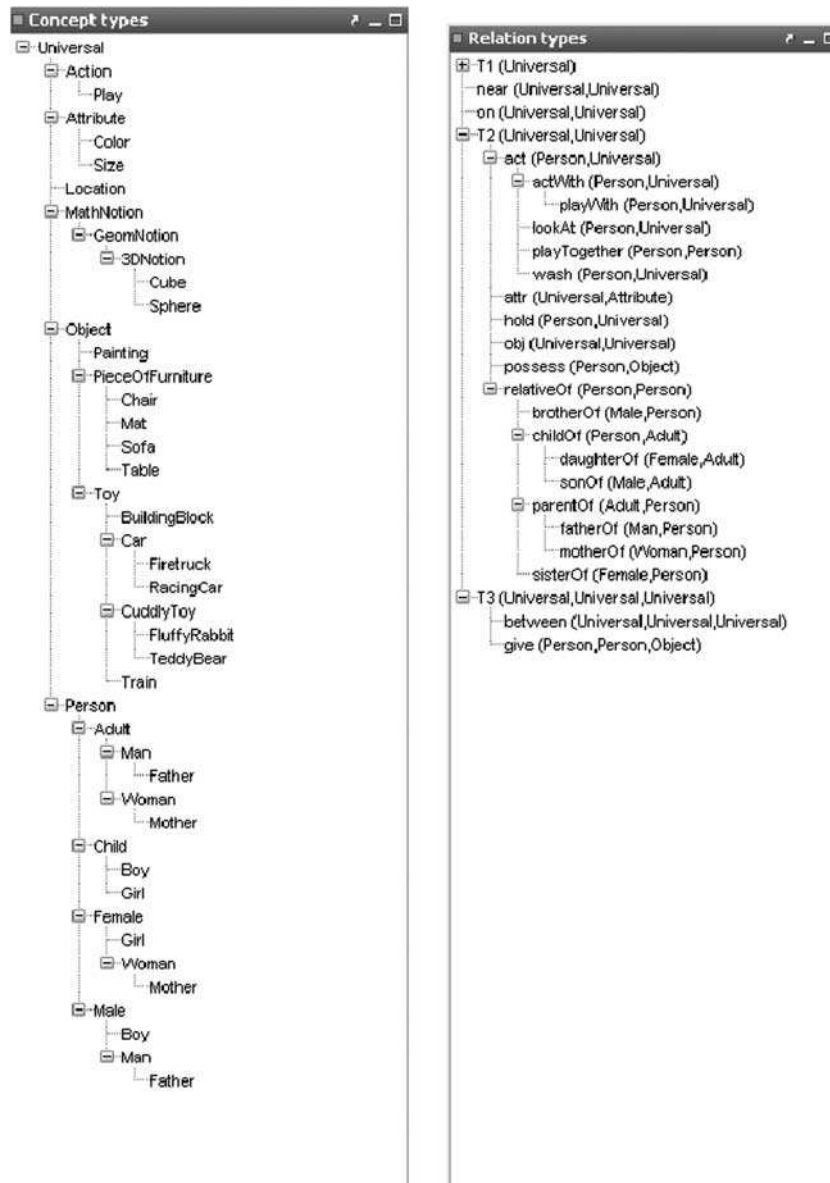 Concept types
Universal
Action
Play
Attribute
Color
Size
Location
MathNotion
GeomNotion
3DNotion
Cube
Sphere
Object
Painting
PieceOfFurniture
Chair
Mat
Sofa
Table
Toy
BuildingBlock
Car
Firetruck
RacingCar
CuddlyToy
FluffyRabbit
TeddyBear
Train
Person
Adult
Man
Father
Woman
Mother
Child
Boy
Girl
Female
Girl
Woman
Mother
Male
Boy
Man
Father
Relation types
T1 (Universal)
near (Universal,Universal)
on (Universal,Universal)
T2 (Universal,Universal)
act (Person,Universal)
actWith (Person,Universal)
playWith (Person,Universal)
lookAt (Person,Universal)
playTogether (Person,Person)
wash (Person,Universal)
attr (Universal,Attribute)
hold (Person,Universal)
obj (Universal,Universal)
possess (Person,Object)
relativeOf (Person,Person)
brotherOf (Male,Person)
childOf (Person,Adult)
daughterOf (Female,Adult)
sonOf (Male,Adult)
parentOf (Adult,Person)
fatherOf (Man,Person)
motherOf (Woman,Person)
sisterOf (Female,Person)
T3 (Universal,Universal,Universal)
between (Universal,Universal,Universal)
give (Person,Person,Object)